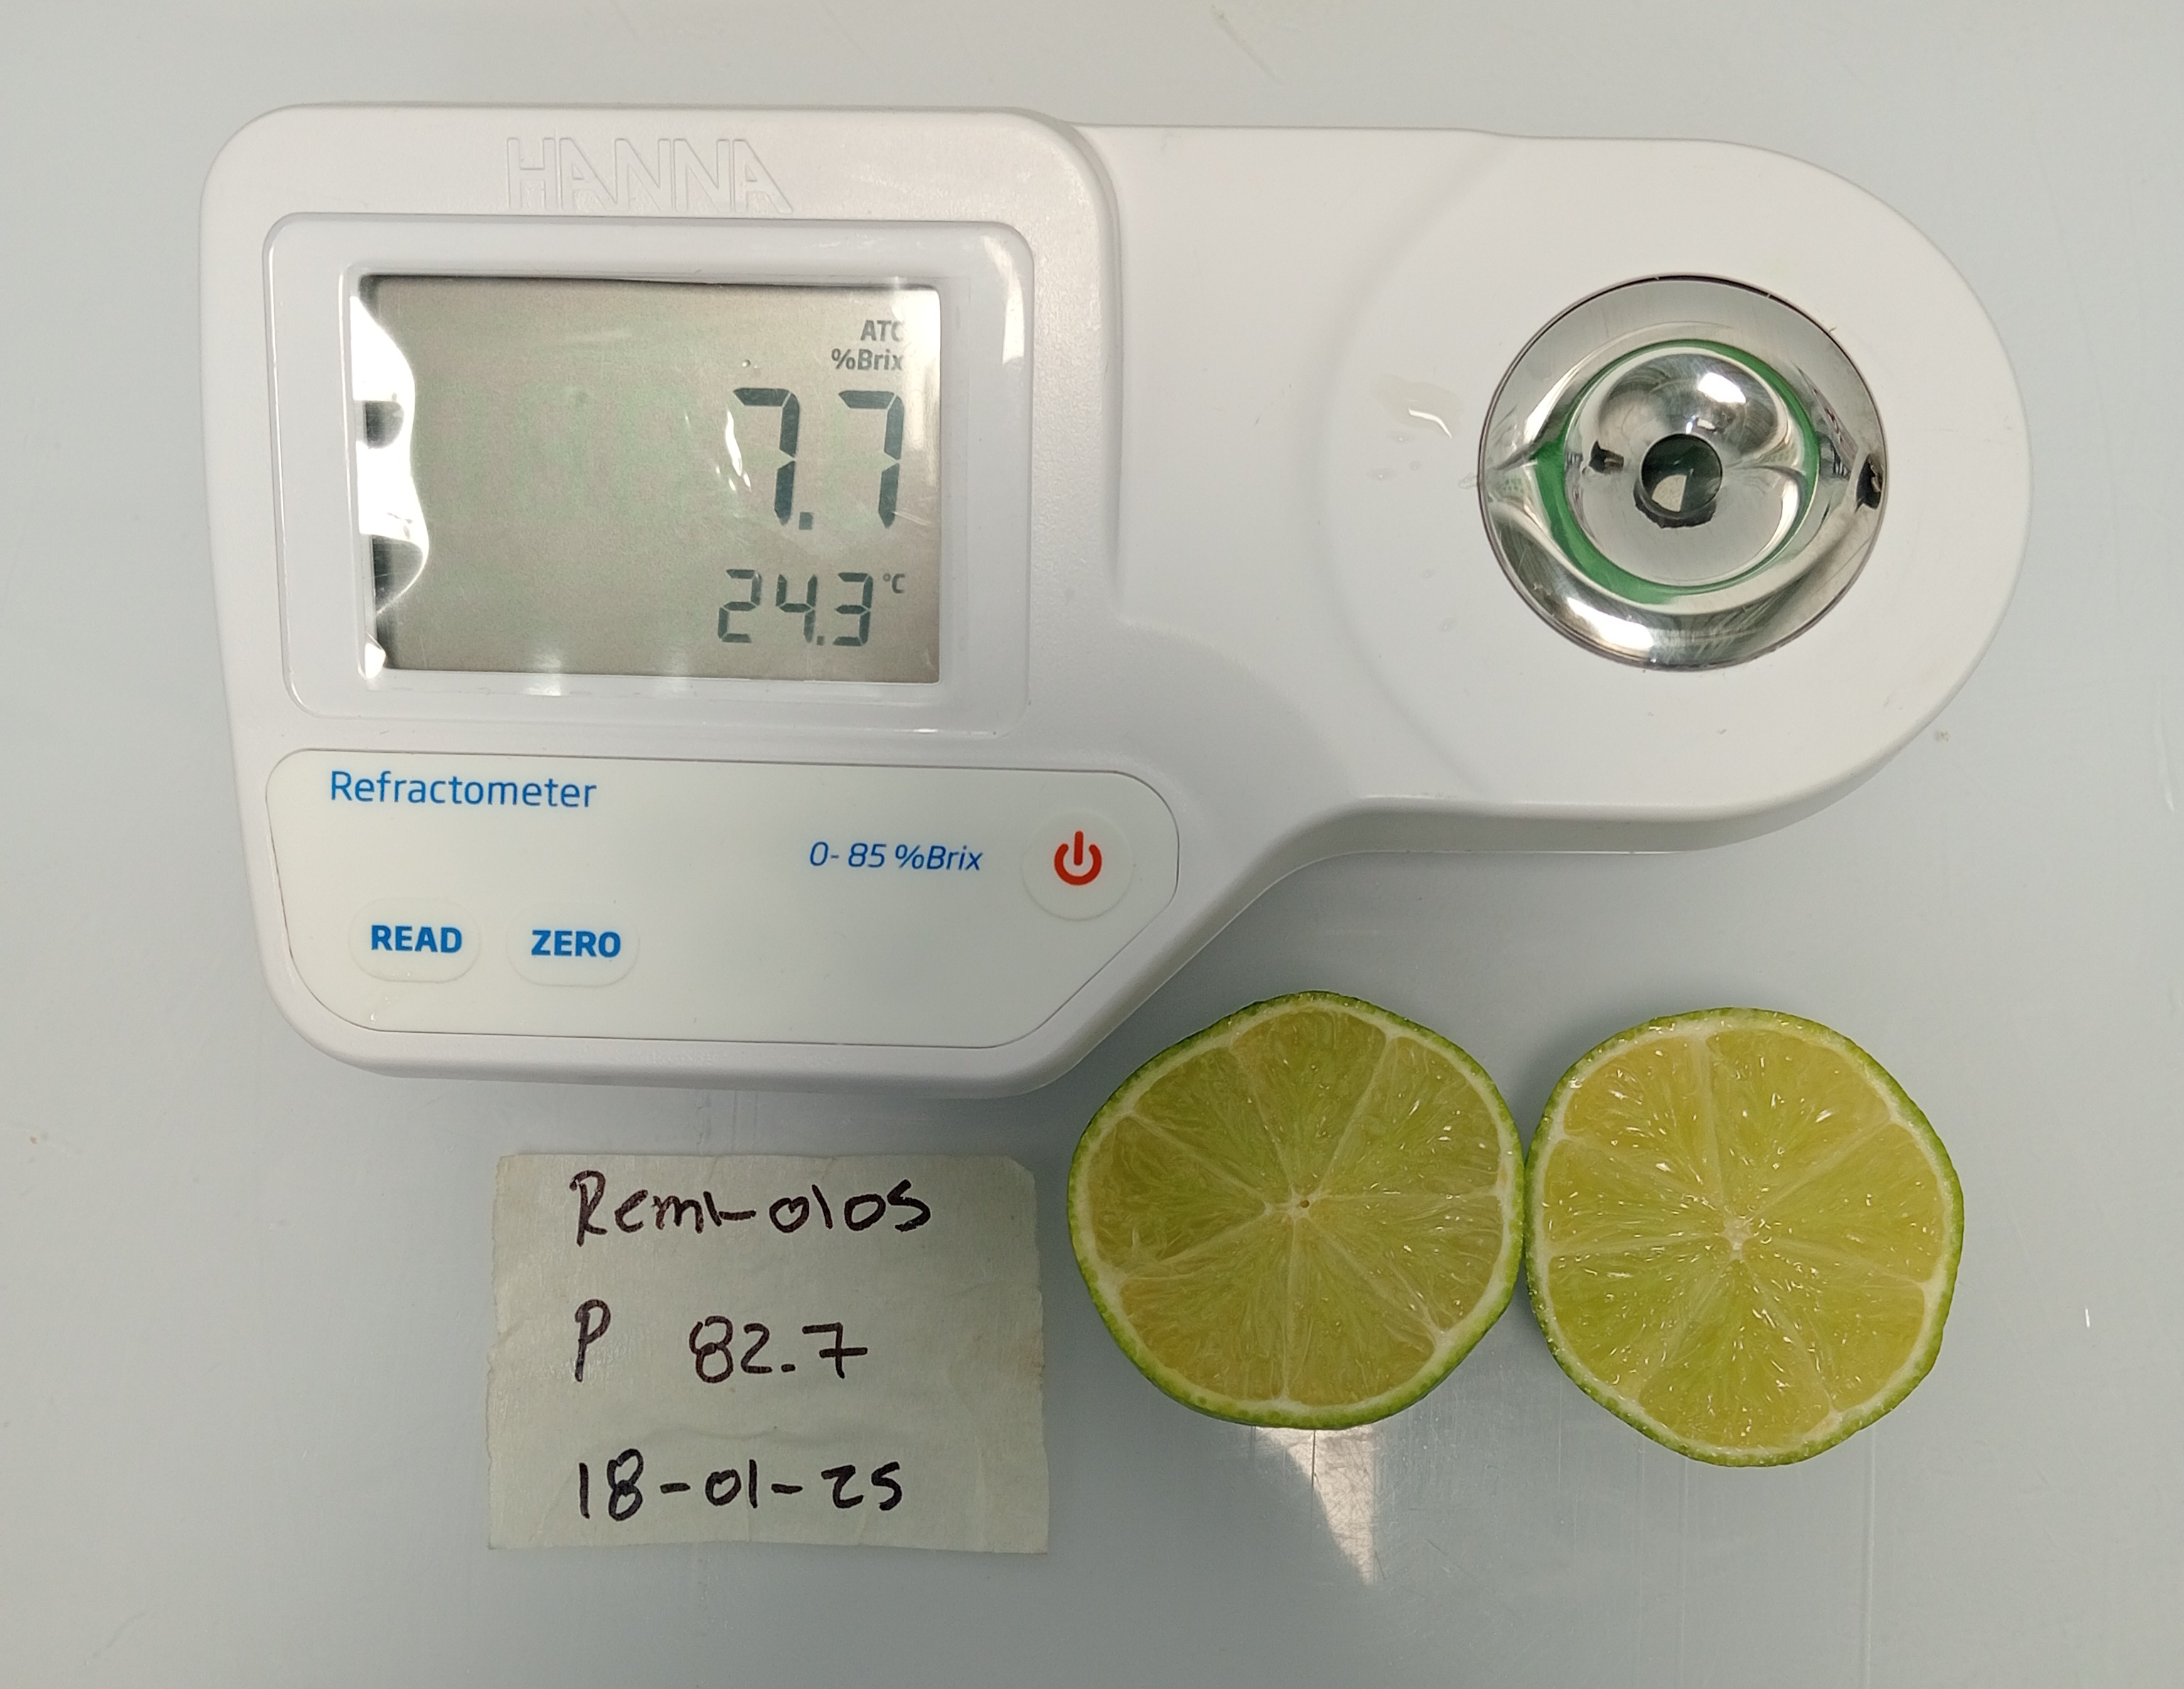 HANNA
ATC
%Brix
7.7
24.3 °C
Refractometer
0-85 %Brix
READ ZERO
Remi-0105
P 82.7
18-01-25